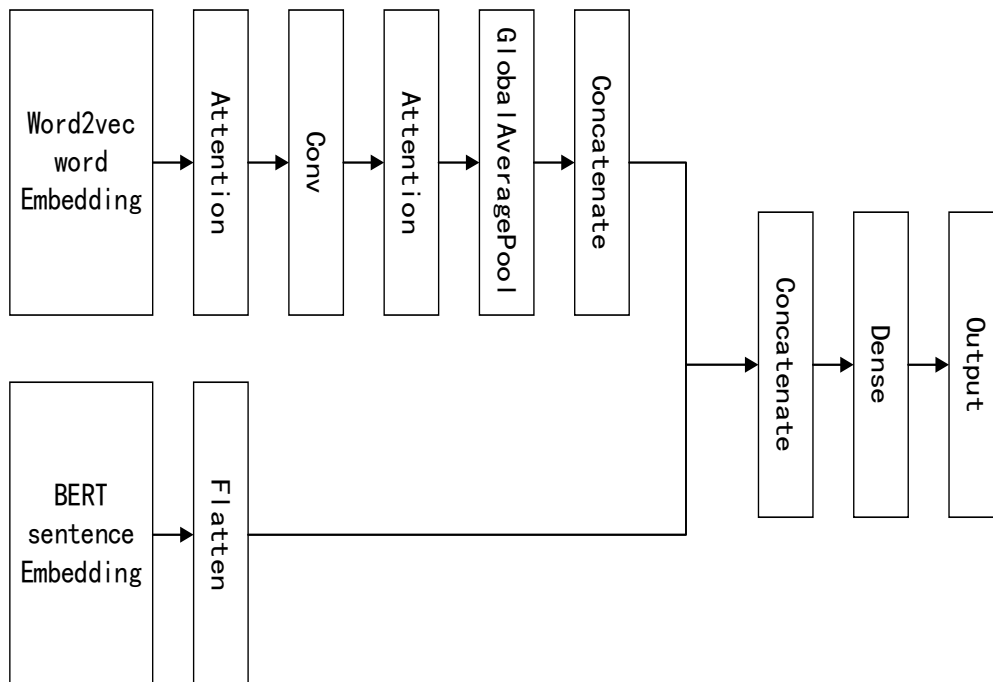 Word2vec
word
Embedding
Attention
Conv
Attention
GlobalAveragePool
Concatenate
BERT
sentence
Embedding
Flatten
Concatenate
Dense
Output